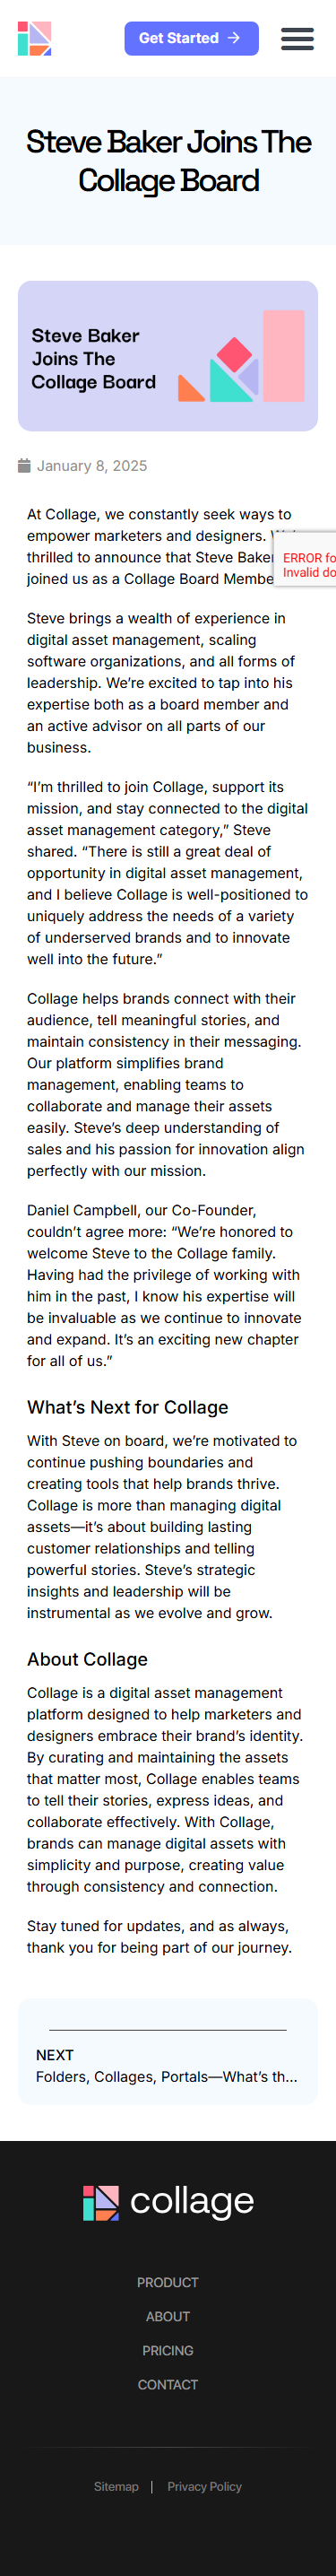 Get Started →
Steve Baker Joins The
Collage Board
Steve Baker
Joins The
Collage Board
January 8, 2025
At Collage, we constantly seek ways to
empower marketers and designers.
thrilled to announce that Steve Baker
joined us as a Collage Board
ERROR
Invalid
Steve brings a wealth of experience in
digital asset management, scaling
software organizations, and all forms of
leadership. We’re excited to tap into his
expertise both as a board member and
an active advisor on all parts of our
business.
“I’m thrilled to join Collage, support its
mission, and stay connected to the digital
asset management category,” Steve
shared. “There is still a great deal of
opportunity in digital asset management,
and I believe Collage is well-positioned to
uniquely address the needs of a variety
of underserved brands and to innovate
well into the future.”
Collage helps brands connect with their
audience, tell meaningful stories, and
maintain consistency in their messaging.
Our platform simplifies brand
management, enabling teams to
collaborate and manage their assets
easily. Steve’s deep understanding of
sales and his passion for innovation align
perfectly with our mission.
Daniel Campbell, our Co-Founder,
couldn’t agree more: “We’re honored to
welcome Steve to the Collage family.
Having had the privilege of working with
him in the past, I know his expertise will
be invaluable as we continue to innovate
and expand. It’s an exciting new chapter
for all of us.”
What’s Next for Collage
With Steve on board, we’re motivated to
continue pushing boundaries and
creating tools that help brands thrive.
Collage is more than managing digital
assets—it’s about building lasting
customer relationships and telling
powerful stories. Steve’s strategic
insights and leadership will be
instrumental as we evolve and grow.
About Collage
Collage is a digital asset management
platform designed to help marketers and
designers embrace their brand’s identity.
By curating and maintaining the assets
that matter most, Collage enables teams
to tell their stories, express ideas, and
collaborate effectively. With Collage,
brands can manage digital assets with
simplicity and purpose, creating value
through consistency and connection.
Stay tuned for updates, and as always,
thank you for being part of our journey.
NEXT
Folders, Collages, Portals—What’s th...
collage
PRODUCT
ABOUT
PRICING
CONTACT
Sitemap | Privacy Policy